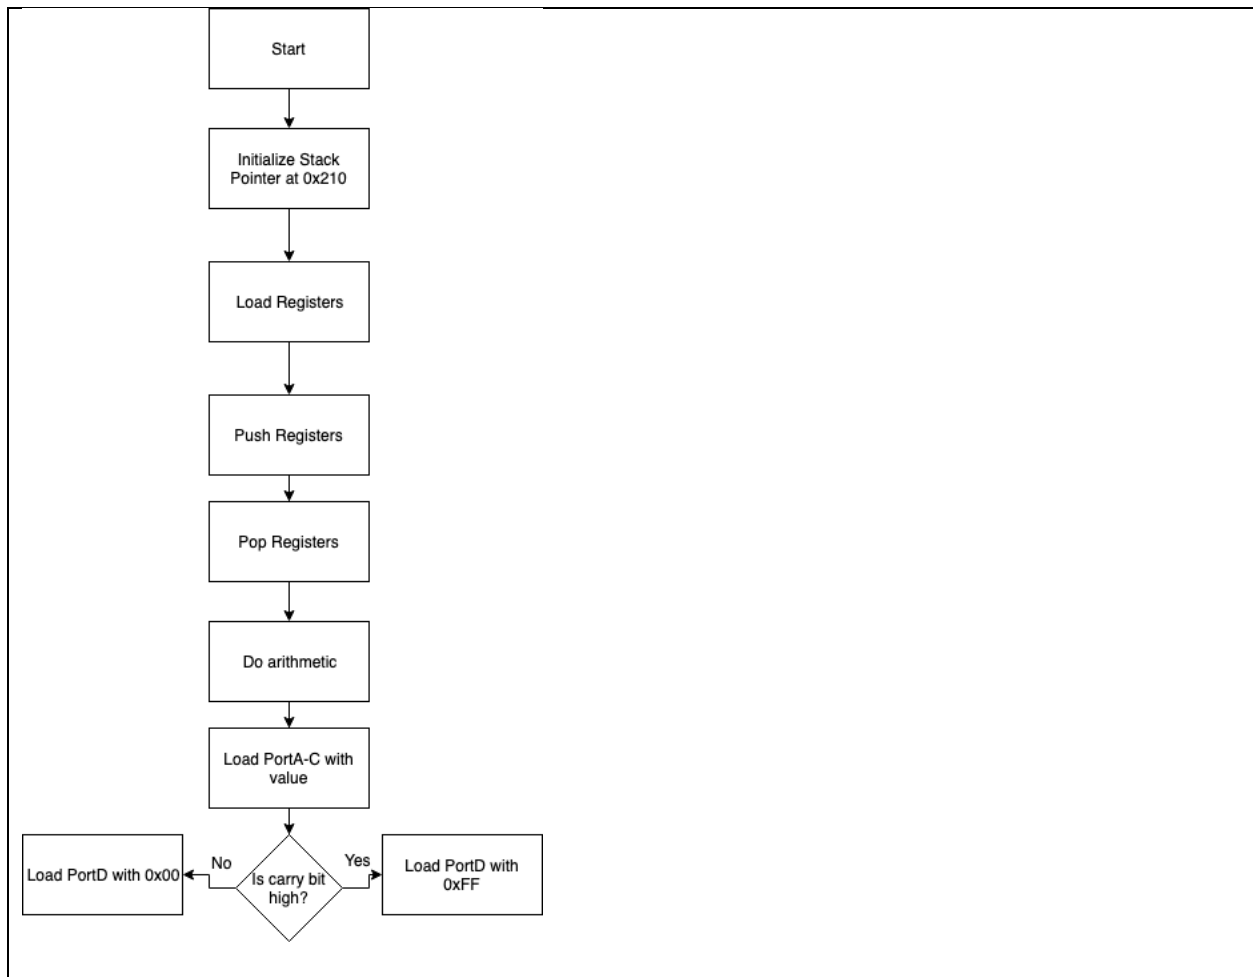 Start
Initialize Stack
Pointer at 0x210
Load Registers
Push Registers
Pop Registers
Do arithmetic
Load PortA-C with
value
No
Yes
Load PortD with 0x00
Is carry bit
high?
Load PortD with
0xFF